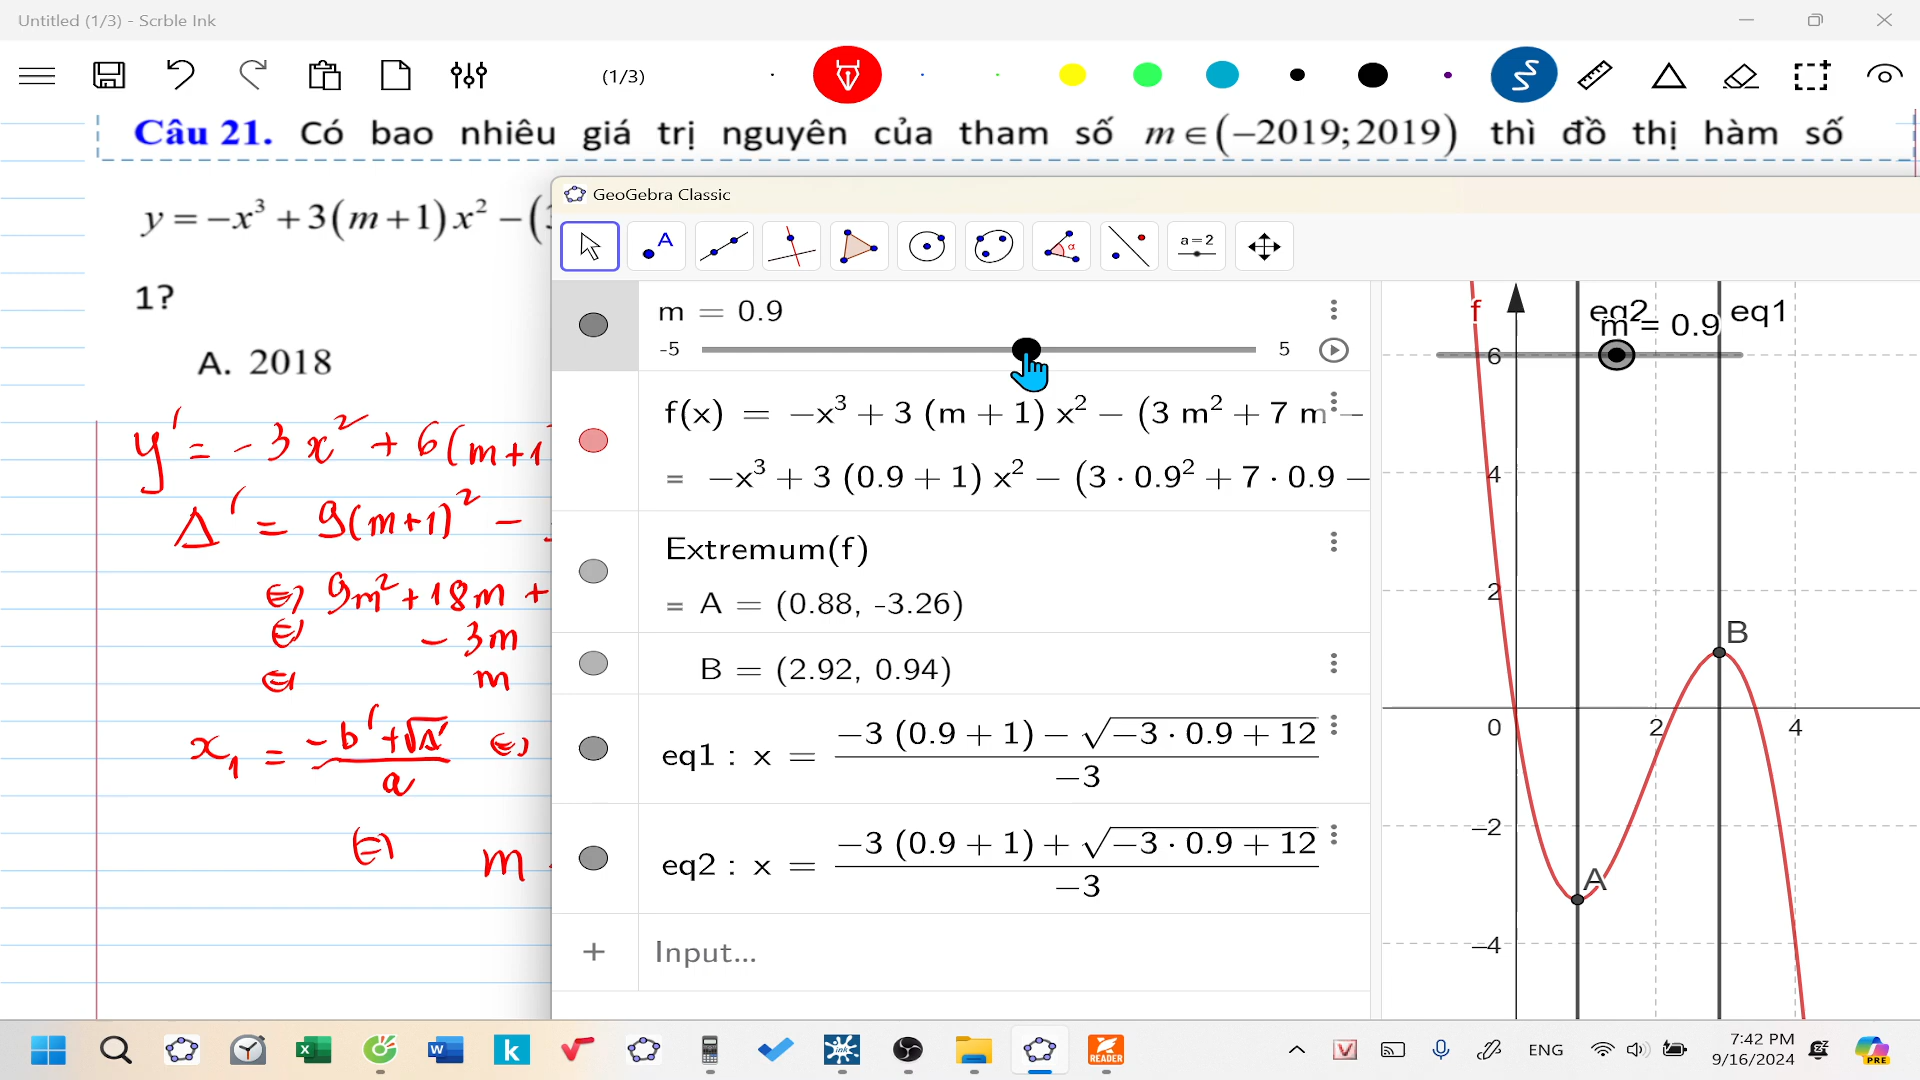 Untitled (1/3) - Scrble Ink
(1/3)
Câu 21. Có bao nhiêu giá trị nguyên của tham số m ∈ (−2019; 2019) thì đồ thị hàm số
y = −x³ + 3(m + 1)x² − (3
1?
A. 2018
y' = - 3x² + 6(m+1
Δ' = 9(m+1)² -
⇔ 9m² + 18m +
⇔ - 3m
⇔ m
x₁ = (-b' + √Δ')/a ⇔
⇔ m
GeoGebra Classic
A
α
a = 2
m = 0.9
-5
5
f(x) = −x³ + 3 (m + 1) x² − (3 m² + 7 m −
= −x³ + 3 (0.9 + 1) x² − (3 · 0.9² + 7 · 0.9 −
Extremum(f)
= A = (0.88, -3.26)
B = (2.92, 0.94)
eq1 : x = (−3 (0.9 + 1) − √(−3 · 0.9 + 12))/(−3)
eq2 : x = (−3 (0.9 + 1) + √(−3 · 0.9 + 12))/(−3)
+ Input...
f
eq2
eq1
m = 0.9
6
4
2
B
0
2
4
−2
A
−4
ENG
7:42 PM
9/16/2024
READER
PRE